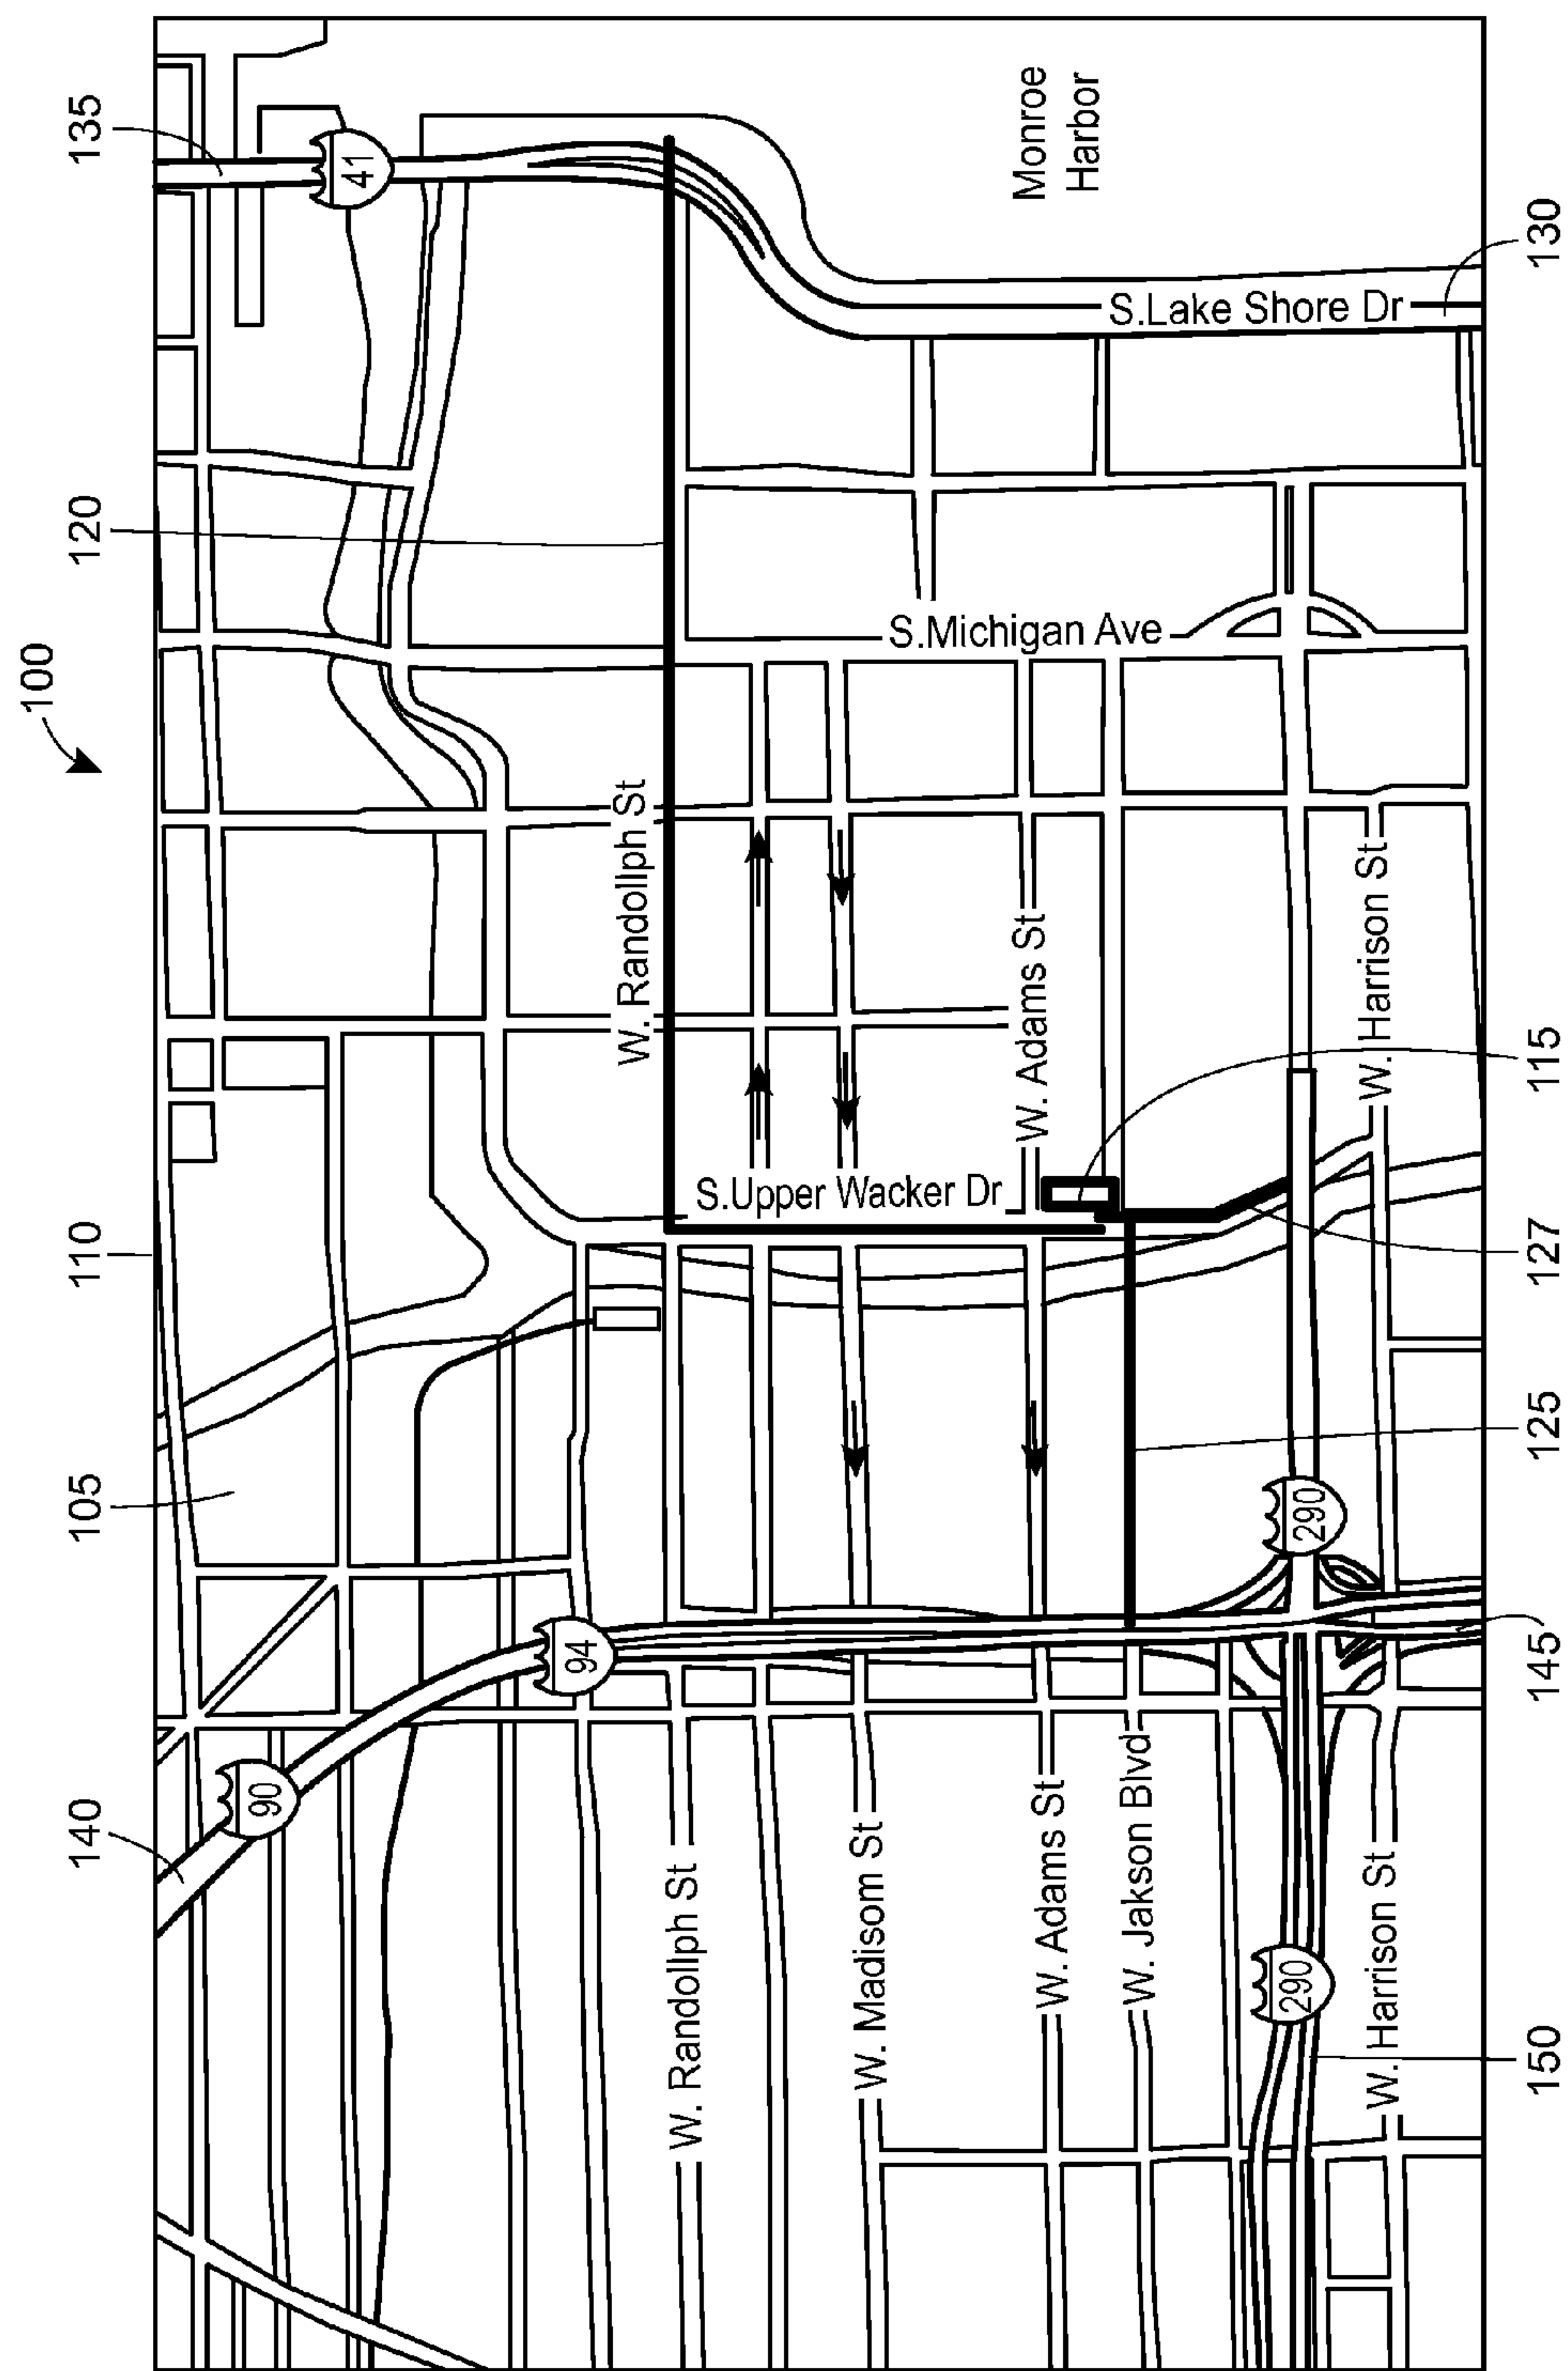 100
140
105
110
120
135
90
94
41
W. Randollph St
W. Randollph St
Monroe
Harbor
S.Upper Wacker Dr
W. Madisom St
S.Michigan Ave
W. Adams St
W. Adams St
W. Jakson Blvd
S.Lake Shore Dr
290
290
W. Harrison St
W. Harrison St
150
145
125
127
115
130